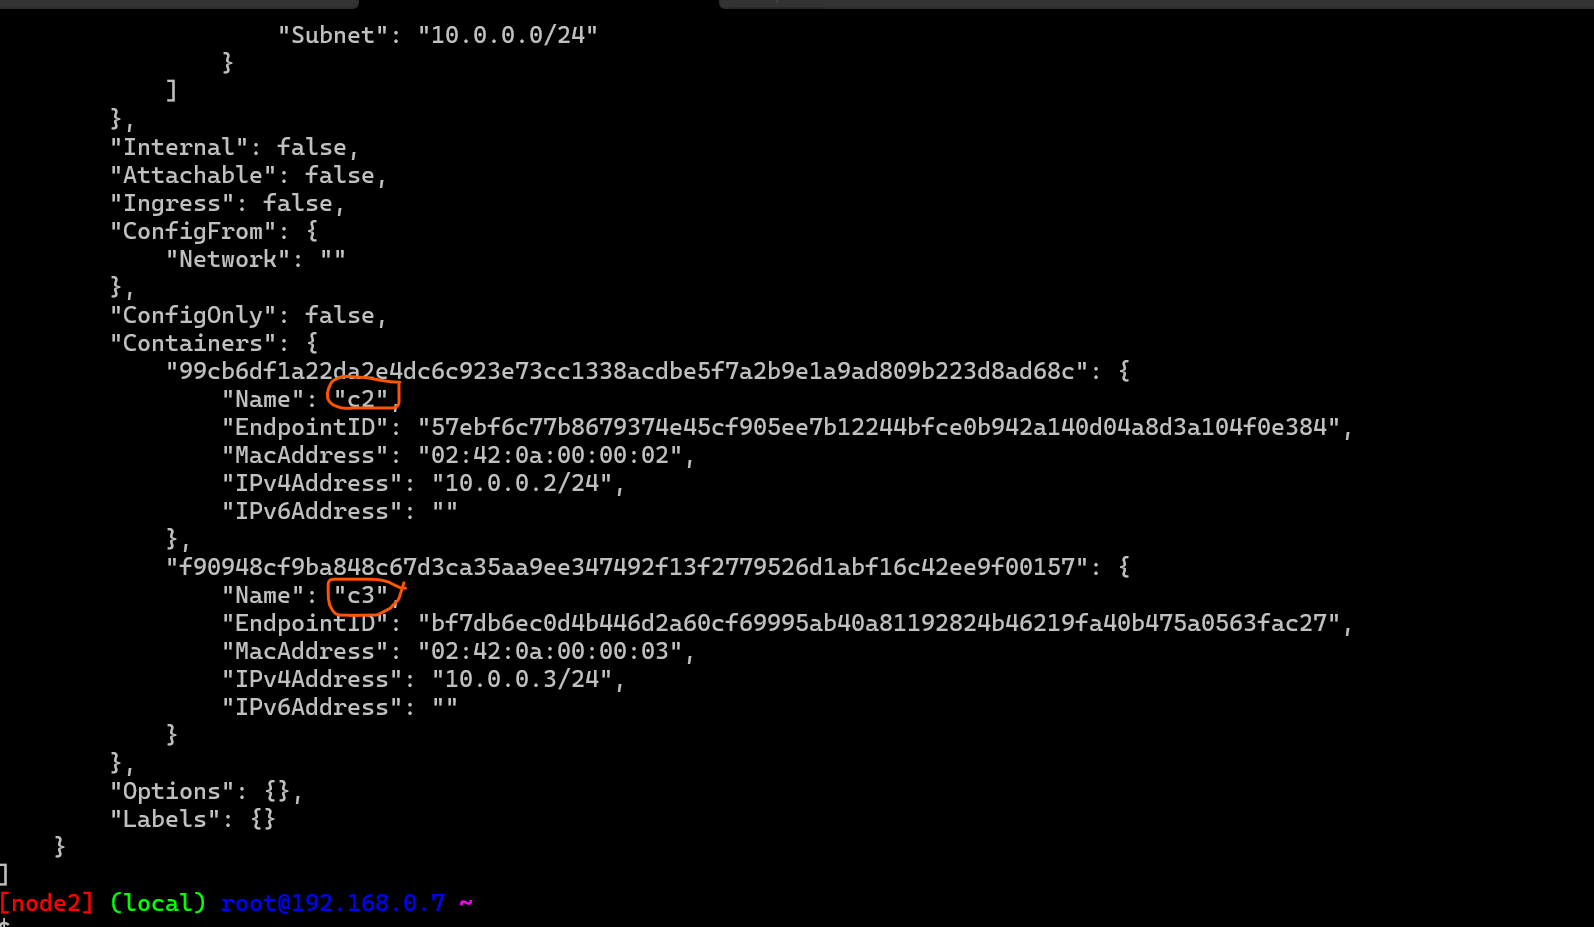 "Subnet": "10.0.0.0/24"
}
]
},
"Internal": false,
"Attachable": false,
"Ingress": false,
"ConfigFrom": {
"Network": ""
},
"ConfigOnly": false,
"Containers": {
"99cb6df1a22da2e4dc6c923e73cc1338acdbe5f7a2b9e1a9ad809b223d8ad68c": {
"Name": "c2",
"EndpointID": "57ebf6c77b8679374e45cf905ee7b12244bfce0b942a140d04a8d3a104f0e384",
"MacAddress": "02:42:0a:00:00:02",
"IPv4Address": "10.0.0.2/24",
"IPv6Address": ""
},
"f90948cf9ba848c67d3ca35aa9ee347492f13f2779526d1abf16c42ee9f00157": {
"Name": "c3",
"EndpointID": "bf7db6ec0d4b446d2a60cf69995ab40a81192824b46219fa40b475a0563fac27",
"MacAddress": "02:42:0a:00:00:03",
"IPv4Address": "10.0.0.3/24",
"IPv6Address": ""
}
},
"Options": {},
"Labels": {}
}
]
[node2] (local) root@192.168.0.7 ~
$